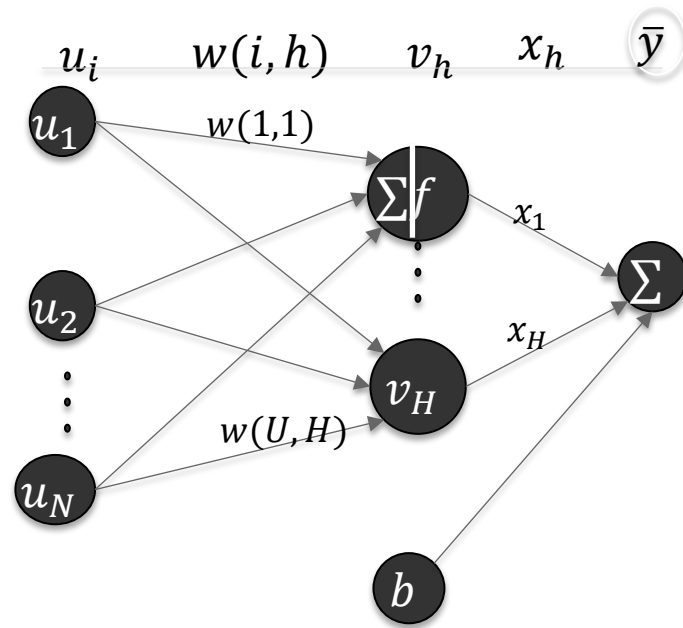 u_i w(i, h) v_h x_h ȳ
u_1
w(1,1)
∑ f
x_1
u_2
∑
x_H
v_H
w(U, H)
u_N
b